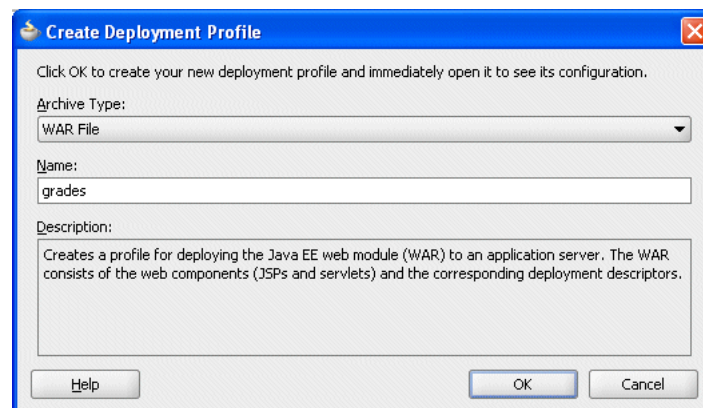 Create Deployment Profile
Click OK to create your new deployment profile and immediately open it to see its configuration.
Archive Type:
WAR File
Name:
grades
Description:
Creates a profile for deploying the Java EE web module (WAR) to an application server. The WAR
consists of the web components (JSPs and servlets) and the corresponding deployment descriptors.
Help
OK
Cancel